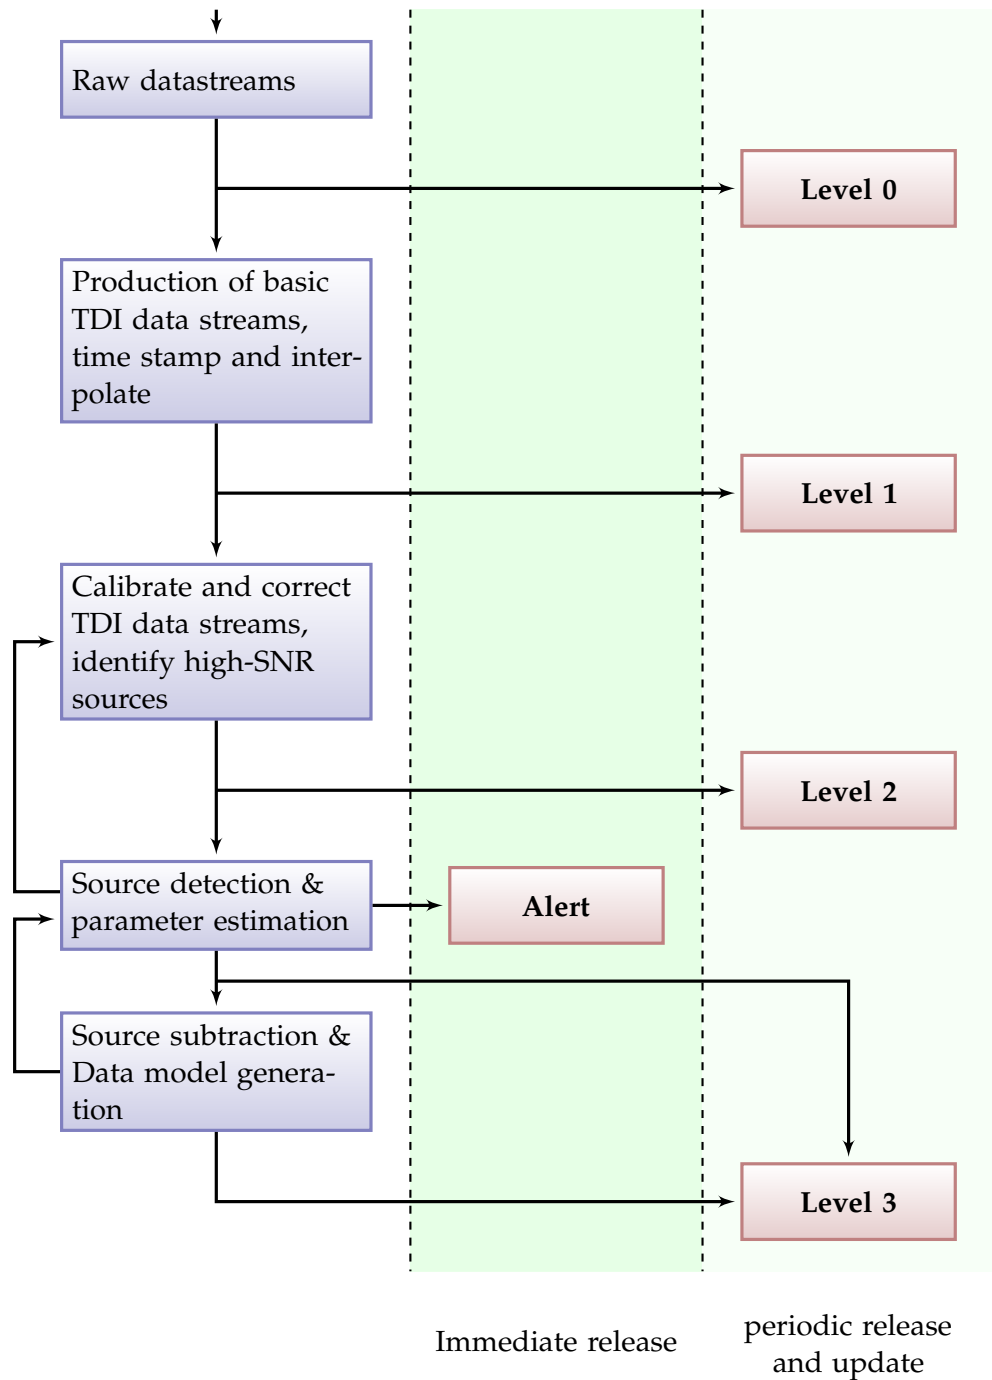 Raw datastreams
Level 0
Production of basic
TDI data streams,
time stamp and inter-
polate
Level 1
Calibrate and correct
TDI data streams,
identify high-SNR
sources
Level 2
Source detection &
parameter estimation
Alert
Source subtraction &
Data model genera-
tion
Level 3
Immediate release
periodic release
and update